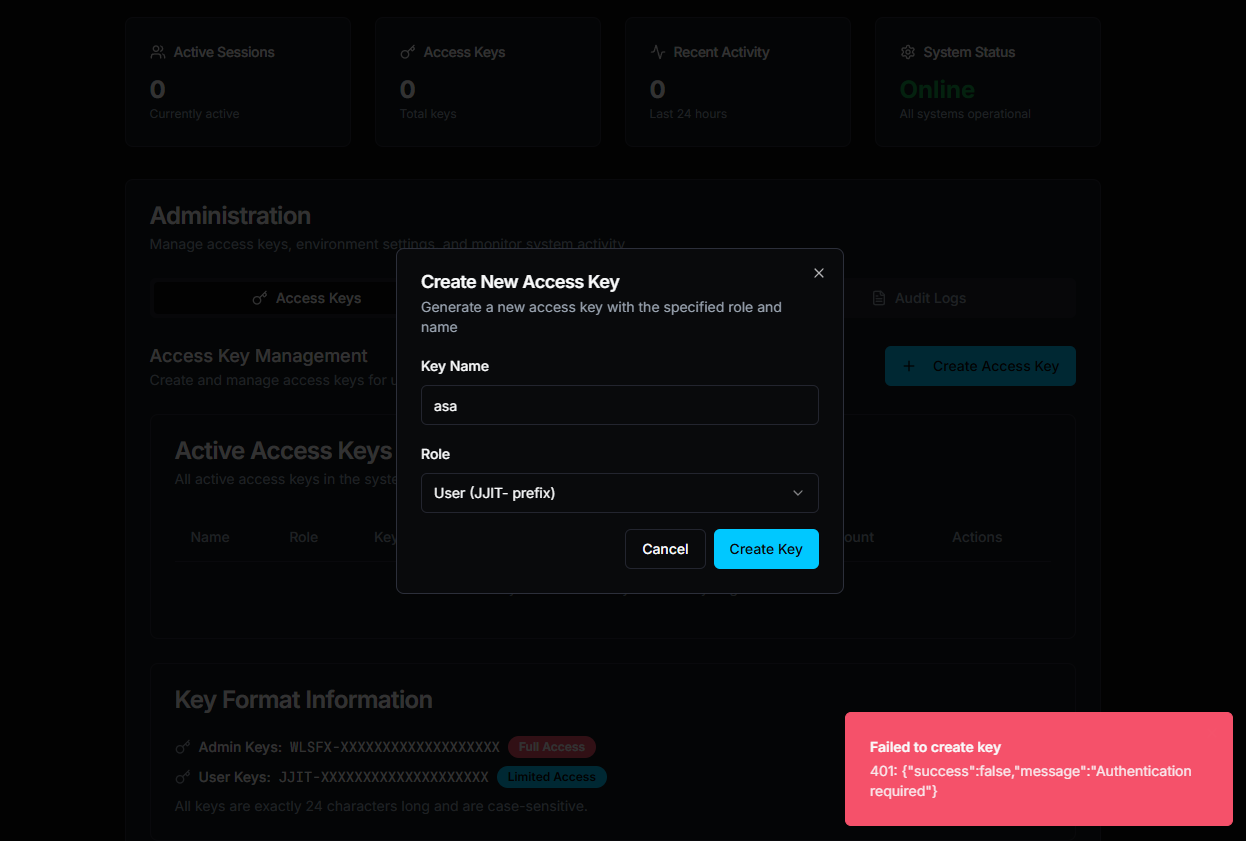 Active Sessions
0
Currently active
Access Keys
0
Total keys
Recent Activity
0
Last 24 hours
System Status
Online
All systems operational
Administration
Manage access keys, environment settings, and monitor system activity
Access Keys
Audit Logs
Access Key Management
Create and manage access keys for
Create Access Key
Active Access Keys
All active access keys in the
Name
Role
Actions
Create New Access Key
Generate a new access key with the specified role and
name
Key Name
asa
Role
User (JJIT- prefix)
Cancel
Create Key
Key Format Information
Admin Keys: WLSFX-XXXXXXXXXXXXXXXXXXX Full Access
User Keys: JJIT-XXXXXXXXXXXXXXXXXXXX Limited Access
All keys are exactly 24 characters long and are case-sensitive.
Failed to create key
401: {"success":false,"message":"Authentication
required"}